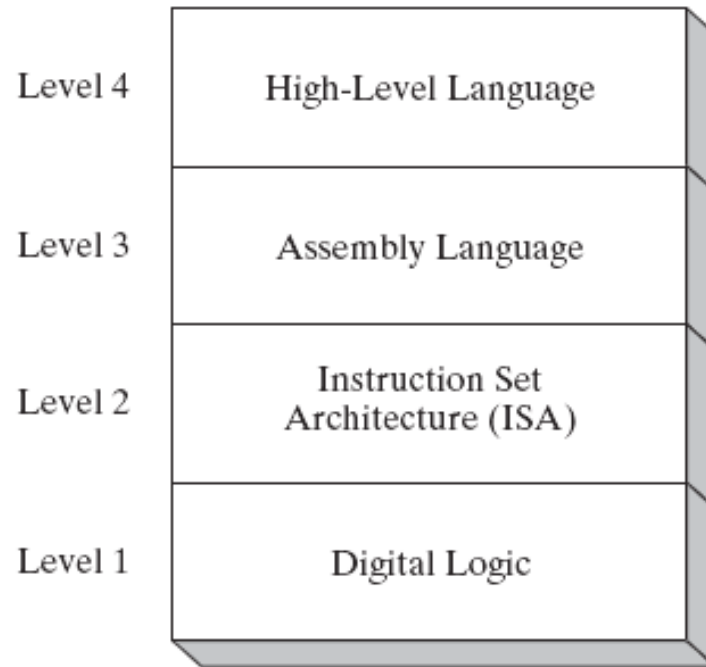 Level 4
High-Level Language
Level 3
Assembly Language
Level 2
Instruction Set
Architecture (ISA)
Level 1
Digital Logic